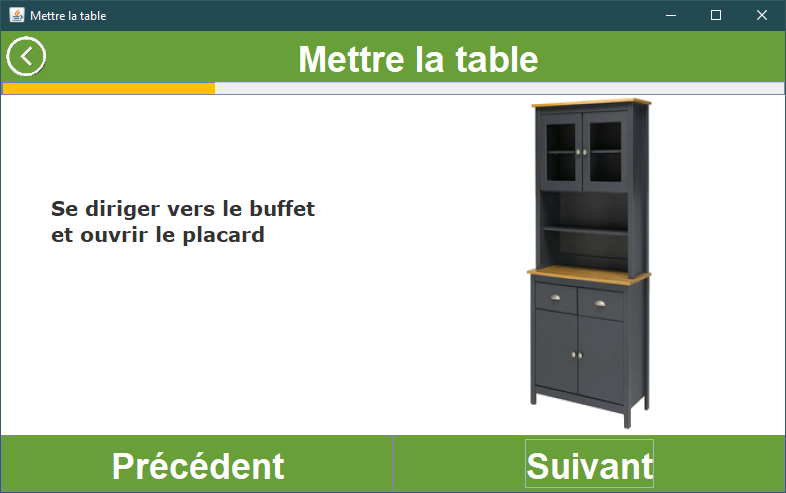 Mettre la table
Mettre la table
Se diriger vers le buffet
et ouvrir le placard
Précédent
Suivant